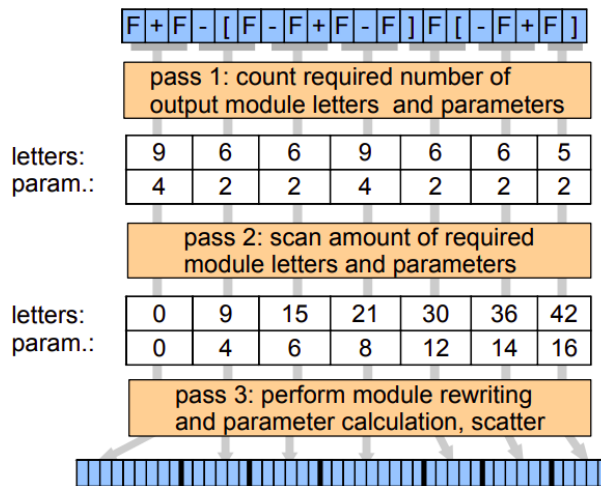 F + F - [ F - F + F - F ] F [ - F + F ]
pass 1: count required number of
output module letters and parameters
letters: 9 6 6 9 6 6 5
param.: 4 2 2 4 2 2 2
pass 2: scan amount of required
module letters and parameters
letters: 0 9 15 21 30 36 42
param.: 0 4 6 8 12 14 16
pass 3: perform module rewriting
and parameter calculation, scatter